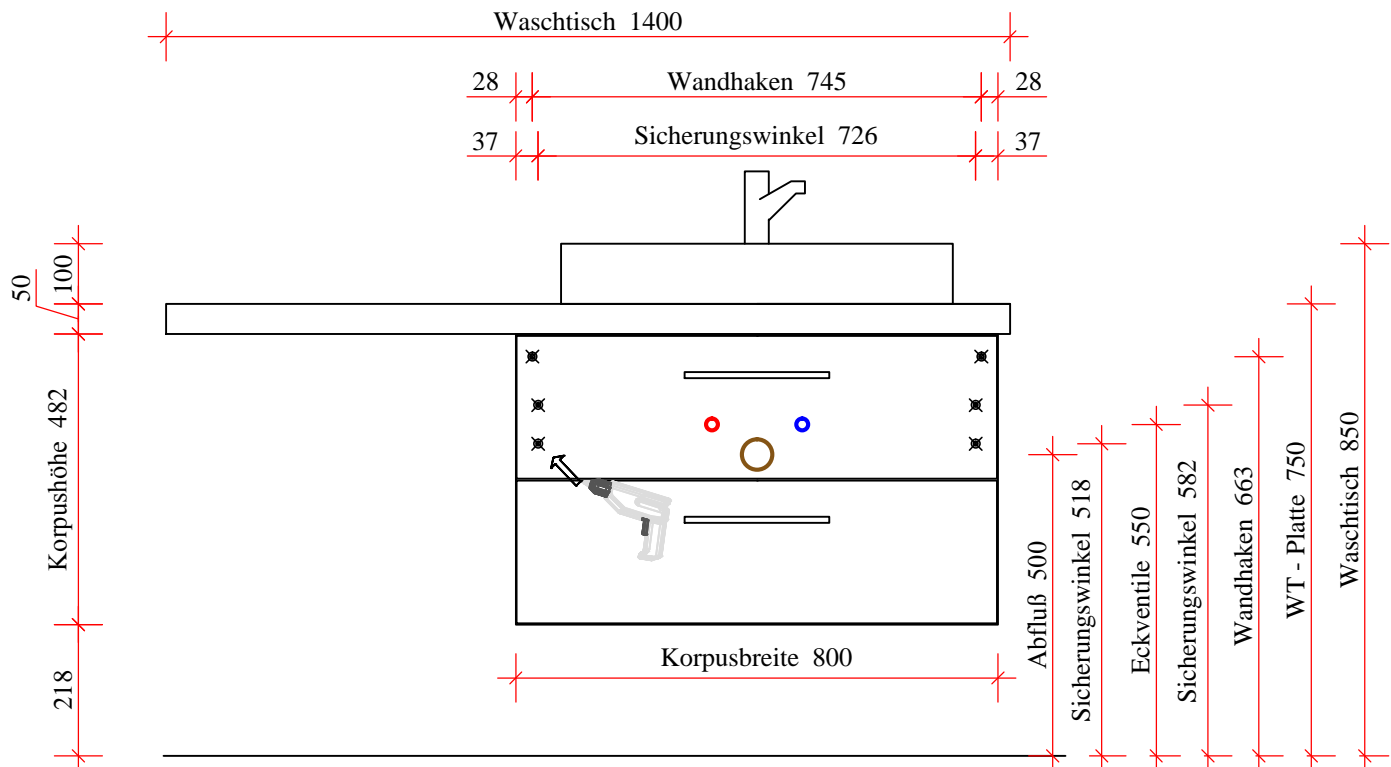 Waschtisch 1400
28 Wandhaken 745 28
37 Sicherungswinkel 726 37
50
100
Korpushöhe 482
218
Korpusbreite 800
Abfluß 500
Sicherungswinkel 518
Eckventile 550
Sicherungswinkel 582
Wandhaken 663
WT - Platte 750
Waschtisch 850